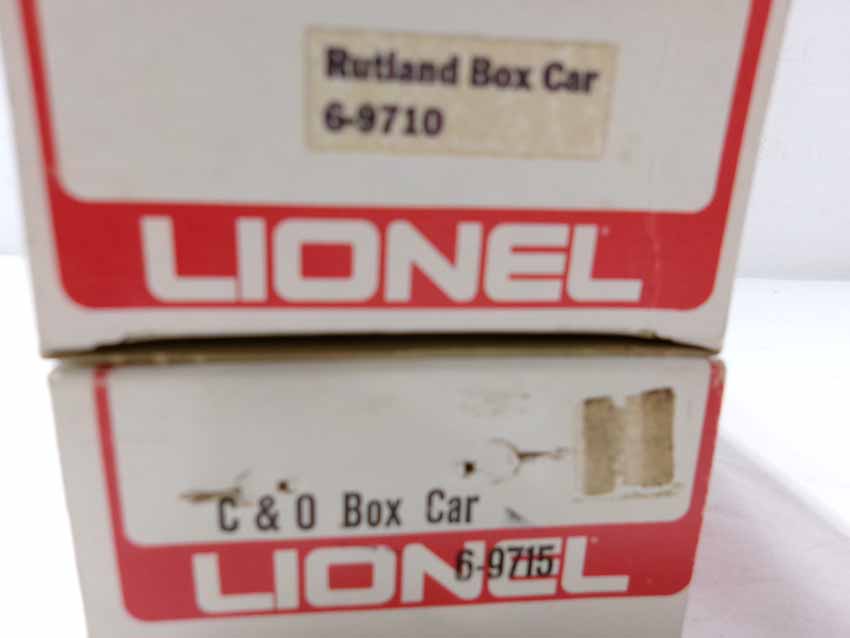 Rutland Box Car
6-9710
LIONEL
C & O Box Car
6-9715
LIONEL